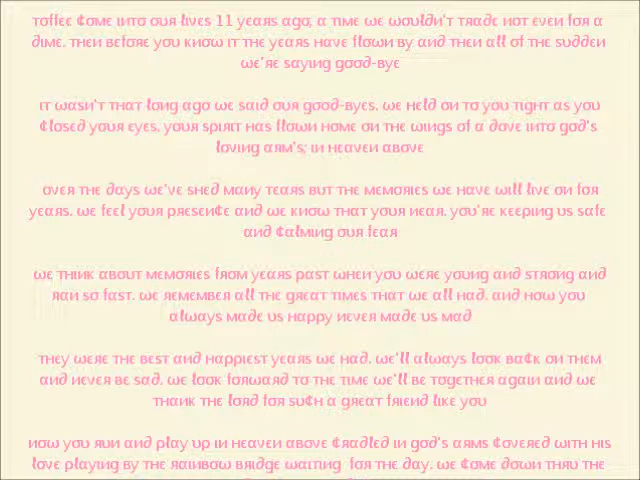 Toffee come into our lives 11 years ago, a time we wouldn't trade not even for a
dime. Then before you know it the years have flown by and then all of the sudden
we're saying good-bye
It wasn't that long ago we said our good-byes. We held on to you tight as you
closed your eyes. Your spirit has flown home on the wings of a dove into God's
loving arm's; in heaven above
Over the days we've shed many tears but the memories we have will live on for
years. We feel your presence and we know that your near. You're keeping us safe
and calming our fear
We think about memories from years past when you were young and strong and
ran so fast. We remember all the great times that we all had. And now you
always made us happy never made us mad
They were the best and happiest years we had. We'll always look back on them
and never be sad. We look forward to the time we'll be together again and we
thank the Lord for such a great friend like you
Now you run and play up in heaven above cradled in God's arms covered with his
love playing by the rainbow bridge waiting for the day. We come down thru the